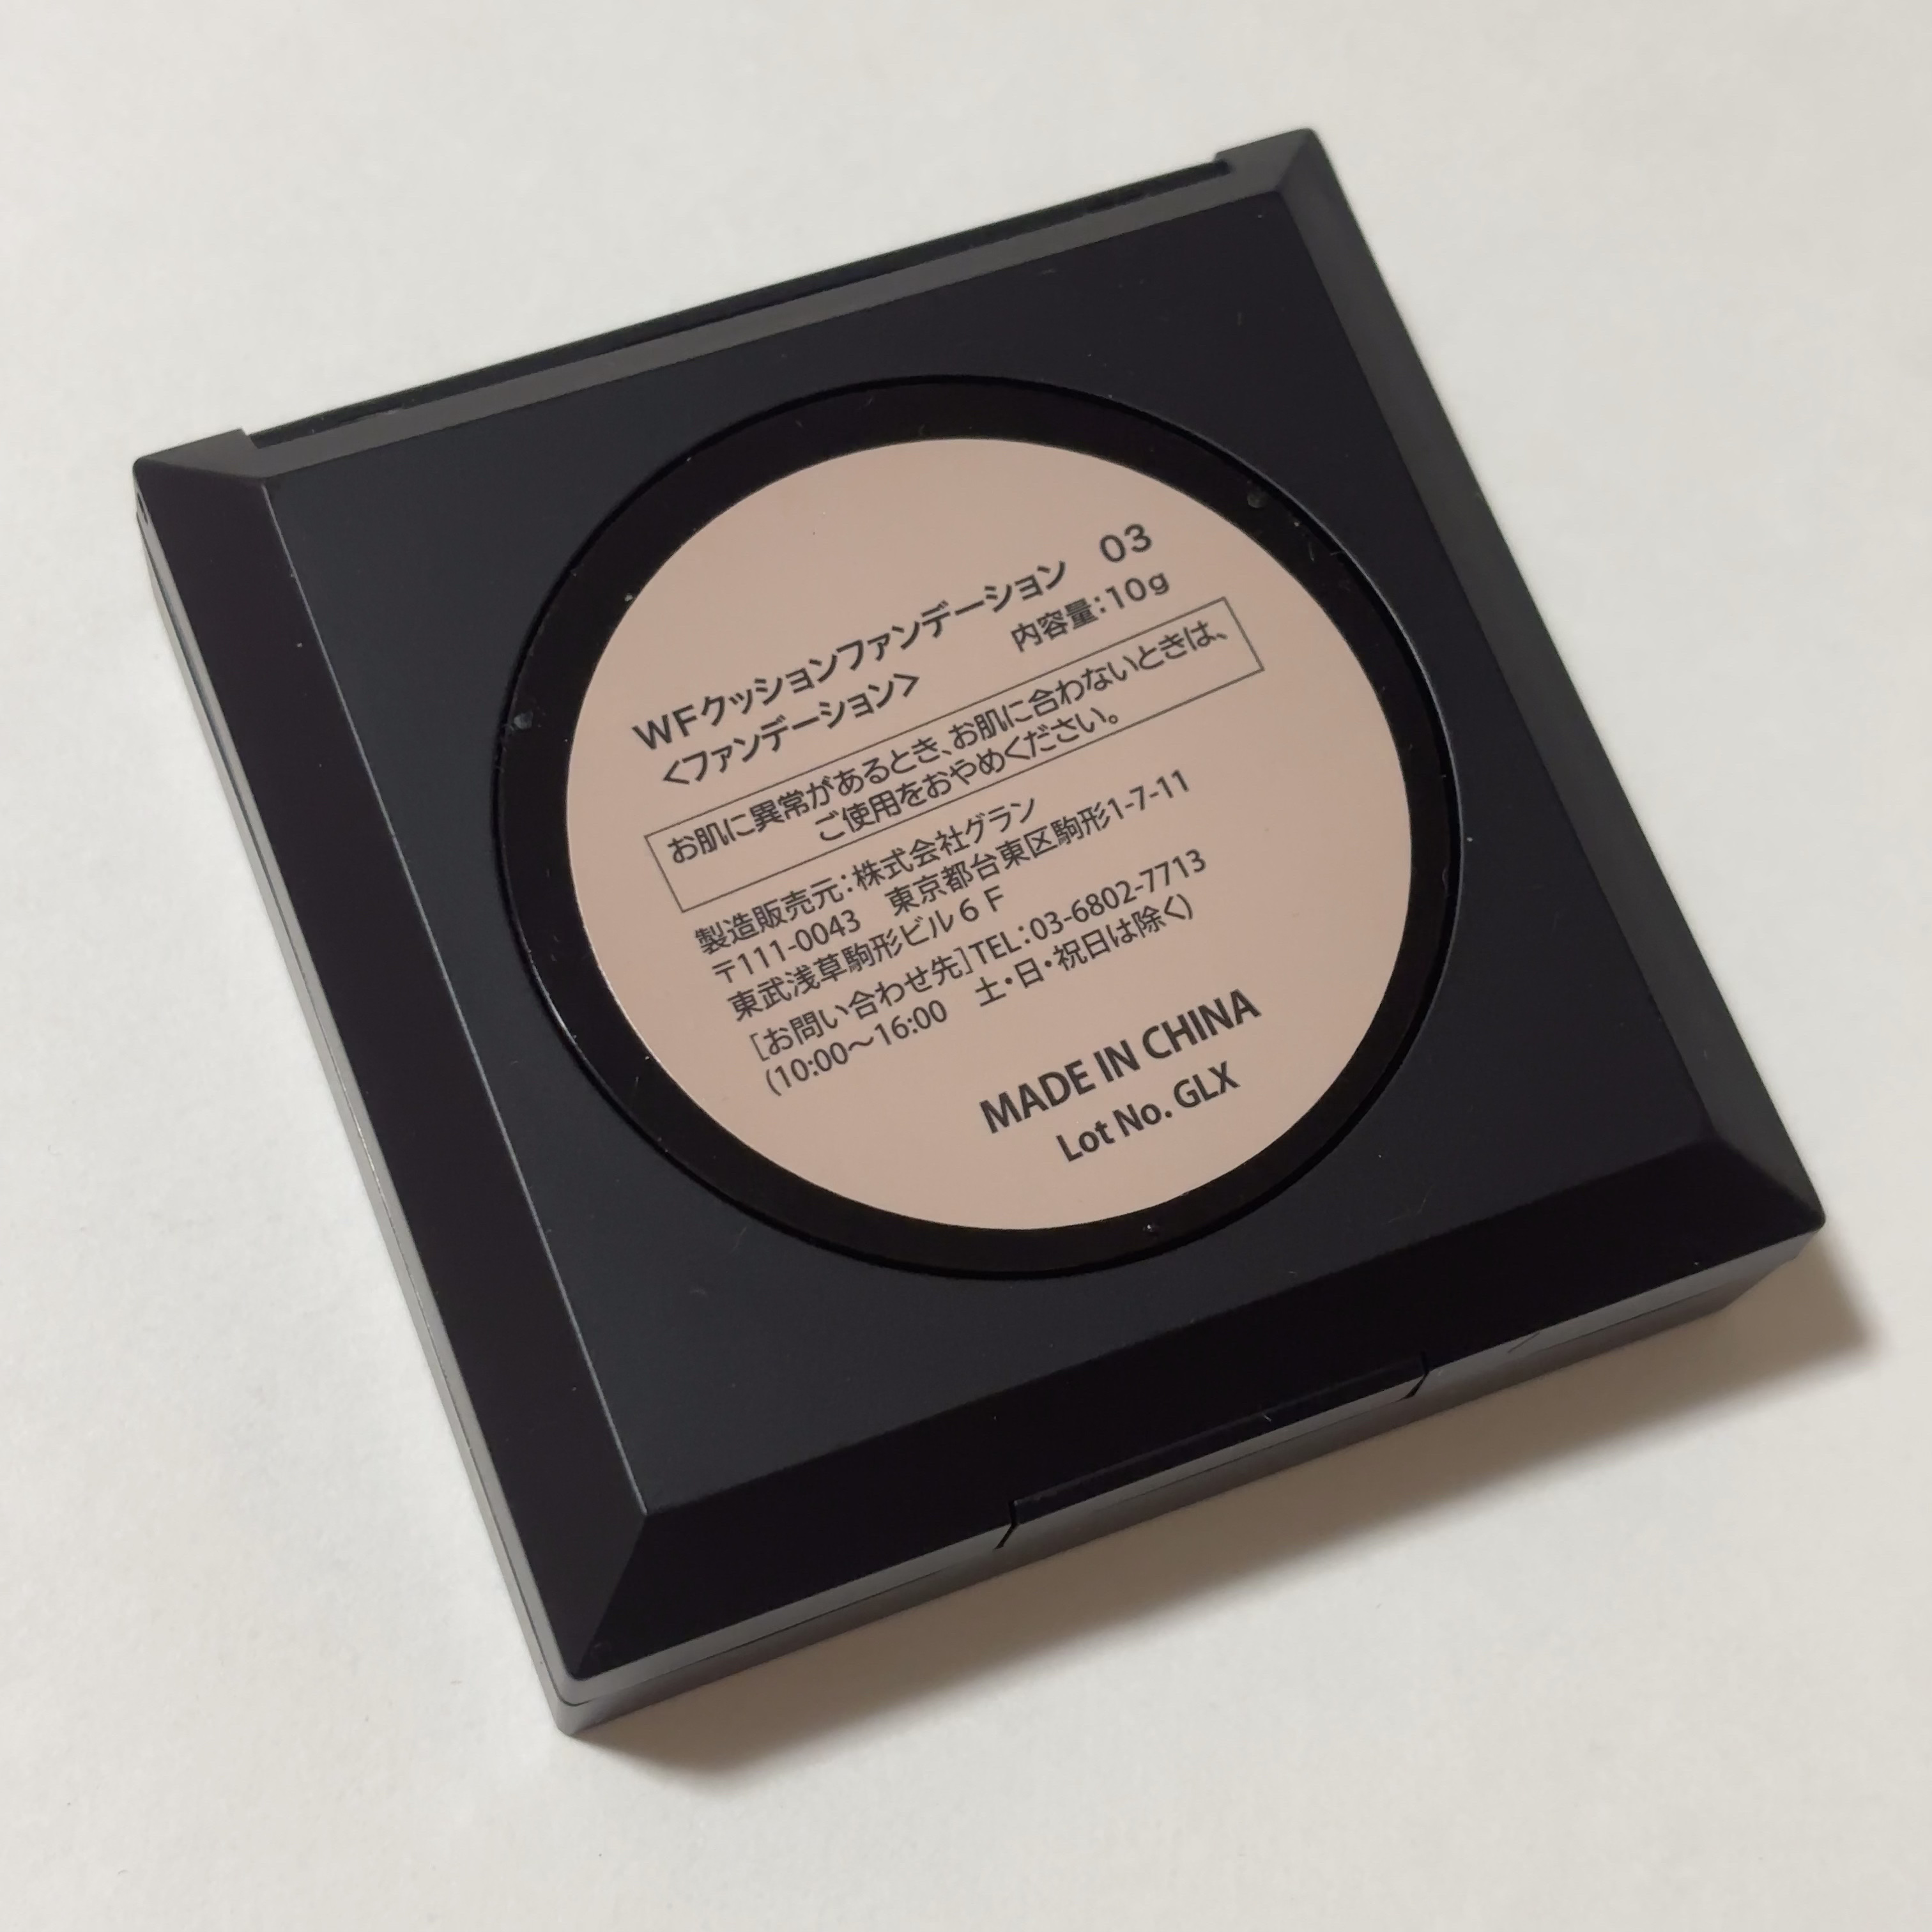 WFクッションファンデーション 03
<ファンデーション> 内容量:10g
お肌に異常があるとき、お肌に合わないときは、
ご使用をおやめください。
製造販売元:株式会社グラン
〒111-0043 東京都台東区駒形1-7-11
東武浅草駒形ビル6F
[お問い合わせ先]TEL:03-6802-7713
(10:00～16:00 土・日・祝日は除く)
MADE IN CHINA
Lot No. GLX